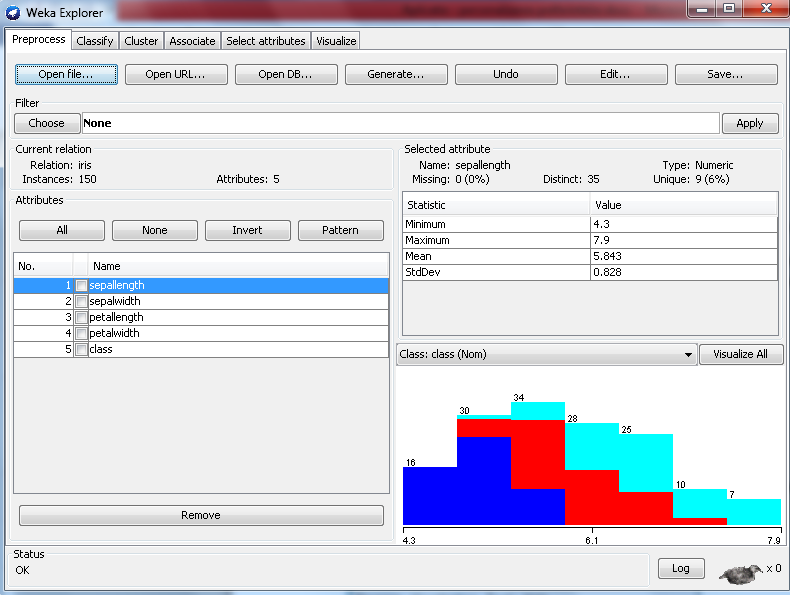 Weka Explorer
Preprocess Classify Cluster Associate Select attributes Visualize
Open file... Open URL... Open DB... Generate... Undo Edit... Save...
Filter
Choose None Apply
Current relation
Relation: iris
Instances: 150 Attributes: 5
Attributes
All None Invert Pattern
No. Name
1 sepallength
2 sepalwidth
3 petallength
4 petalwidth
5 class
Remove
Selected attribute
Name: sepallength Type: Numeric
Missing: 0 (0%) Distinct: 35 Unique: 9 (6%)
Statistic Value
Minimum 4.3
Maximum 7.9
Mean 5.843
StdDev 0.828
Class: class (Nom) Visualize All
16 30 34 28 25 10 7
4.3 6.1 7.9
Status
OK
Log x 0